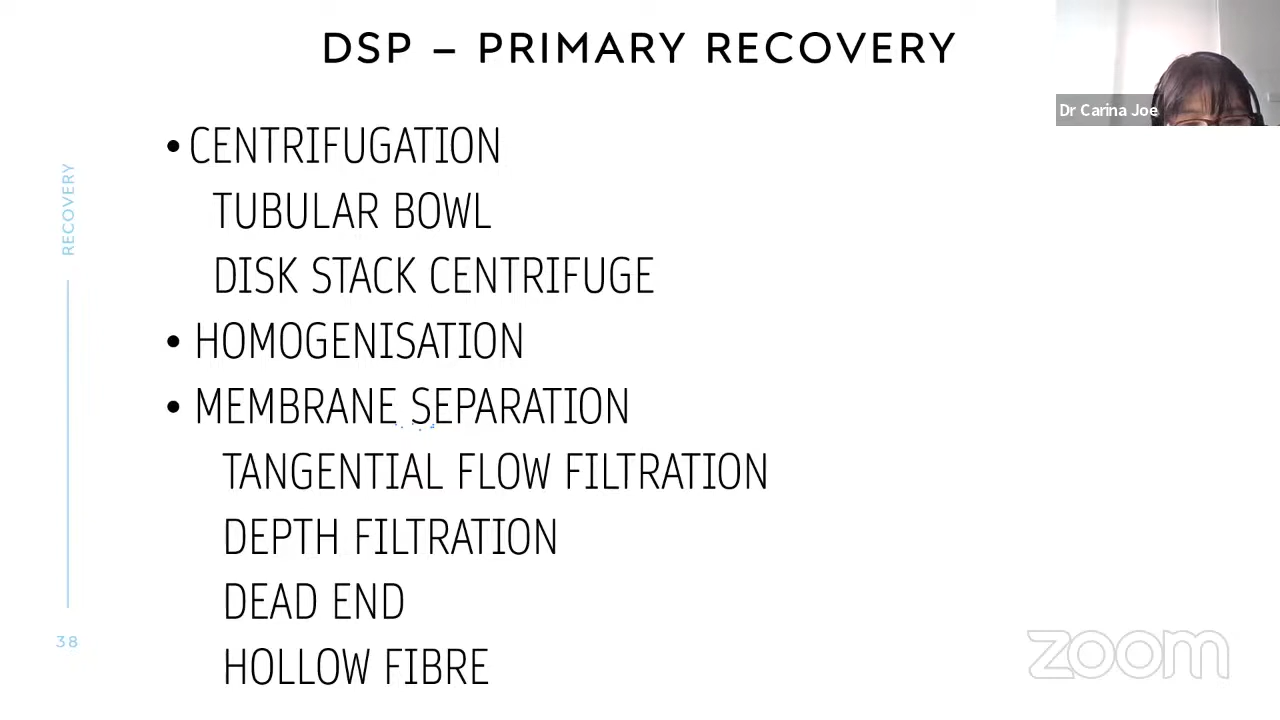 DSP – PRIMARY RECOVERY
Dr Carina Joe
• CENTRIFUGATION
TUBULAR BOWL
DISK STACK CENTRIFUGE
• HOMOGENISATION
• MEMBRANE SEPARATION
TANGENTIAL FLOW FILTRATION
DEPTH FILTRATION
DEAD END
HOLLOW FIBRE
RECOVERY
38
zoom